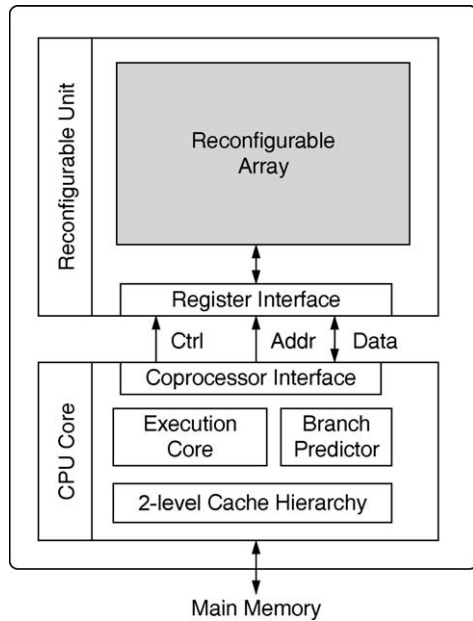 Reconfigurable Unit
Reconfigurable
Array
Register Interface
Ctrl
Addr
Data
CPU Core
Coprocessor Interface
Execution
Core
Branch
Predictor
2-level Cache Hierarchy
Main Memory